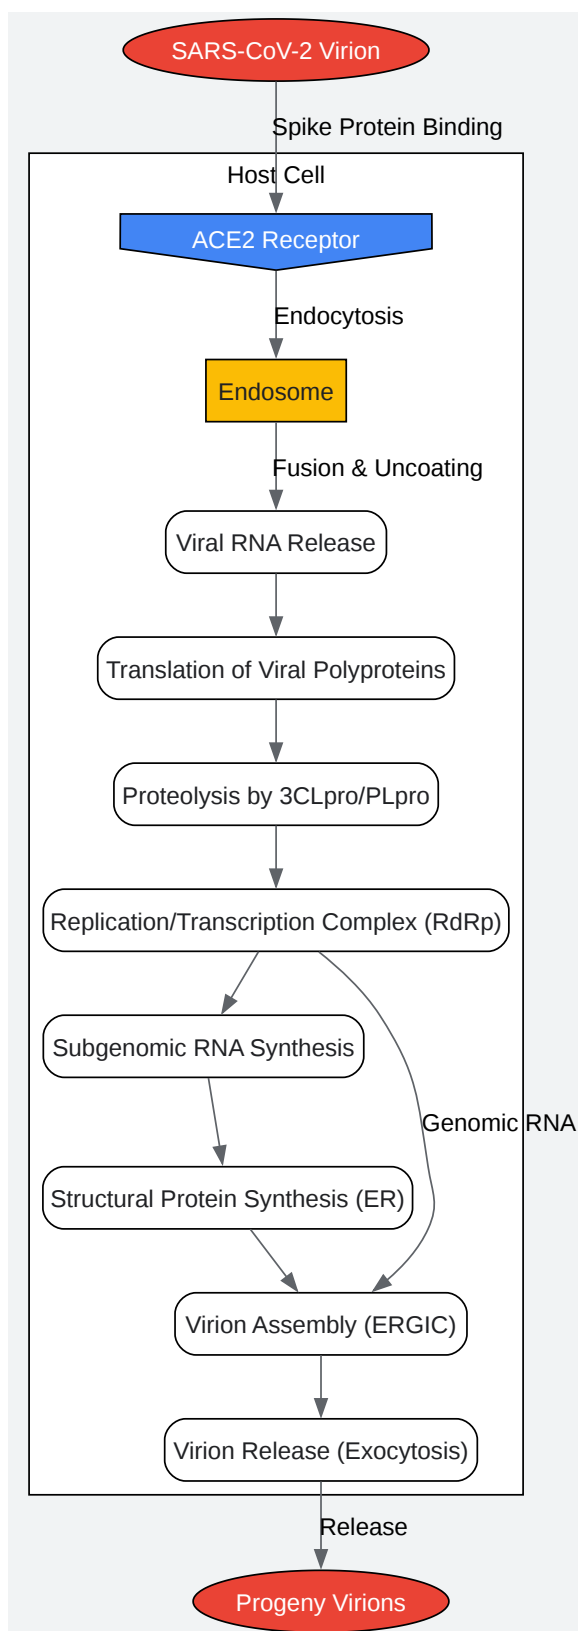 SARS-CoV-2 Virion
Spike Protein Binding
Host Cell
ACE2 Receptor
Endocytosis
Endosome
Fusion & Uncoating
Viral RNA Release
Translation of Viral Polyproteins
Proteolysis by 3CLpro/PLpro
Replication/Transcription Complex (RdRp)
Subgenomic RNA Synthesis
Genomic RNA
Structural Protein Synthesis (ER)
Virion Assembly (ERGIC)
Virion Release (Exocytosis)
Release
Progeny Virions